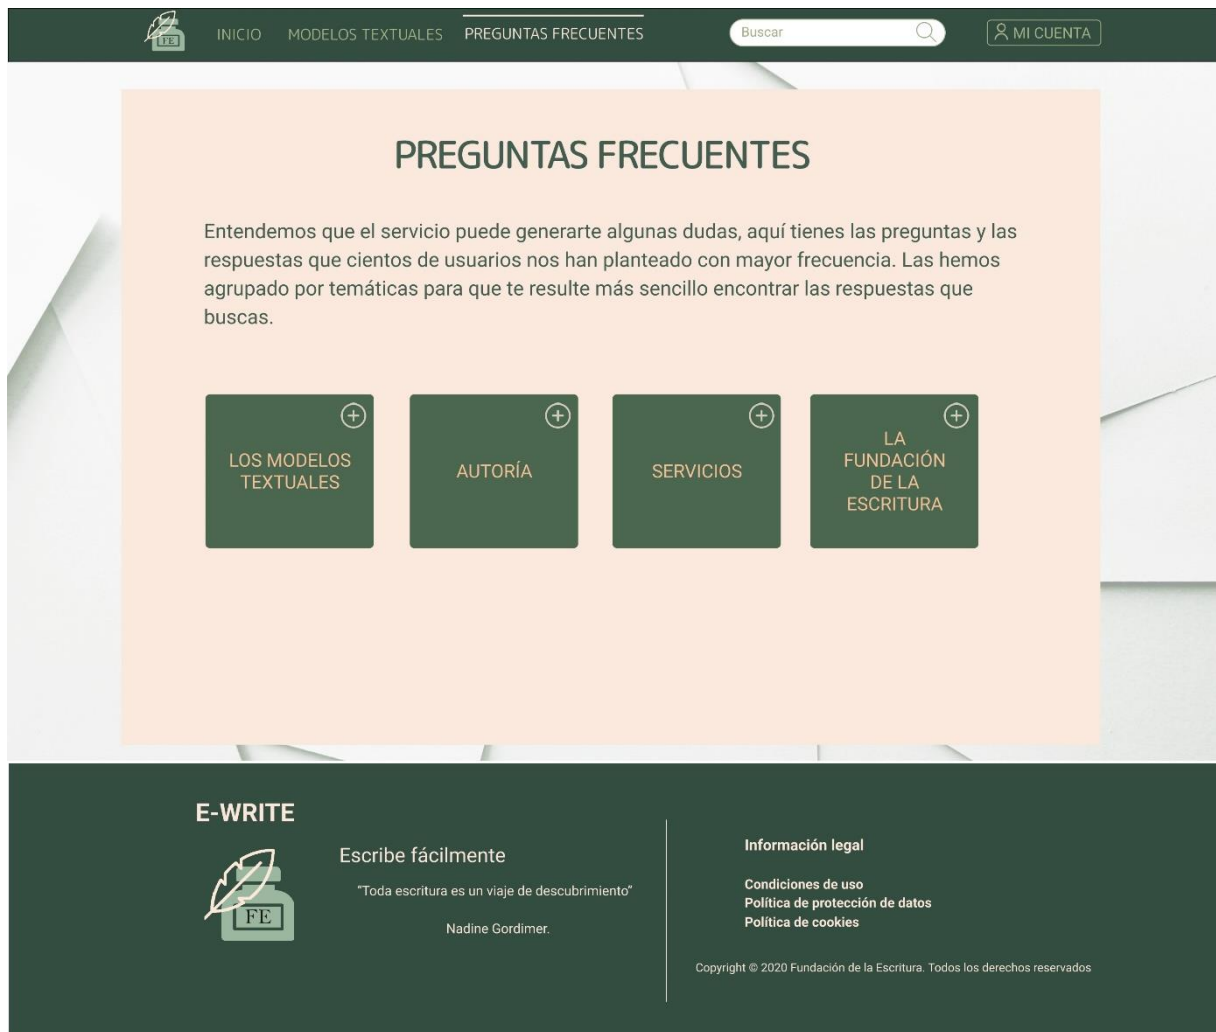 FE
INICIO
MODELOS TEXTUALES
PREGUNTAS FRECUENTES
Buscar
MI CUENTA
PREGUNTAS FRECUENTES
Entendemos que el servicio puede generarte algunas dudas, aquí tienes las preguntas y las
respuestas que cientos de usuarios nos han planteado con mayor frecuencia. Las hemos
agrupado por temáticas para que te resulte más sencillo encontrar las respuestas que
buscas.
LOS MODELOS
TEXTUALES
AUTORÍA
SERVICIOS
LA
FUNDACIÓN
DE LA
ESCRITURA
E-WRITE
FE
Escribe fácilmente
“Toda escritura es un viaje de descubrimiento”
Nadine Gordimer.
Información legal
Condiciones de uso
Política de protección de datos
Política de cookies
Copyright © 2020 Fundación de la Escritura. Todos los derechos reservados